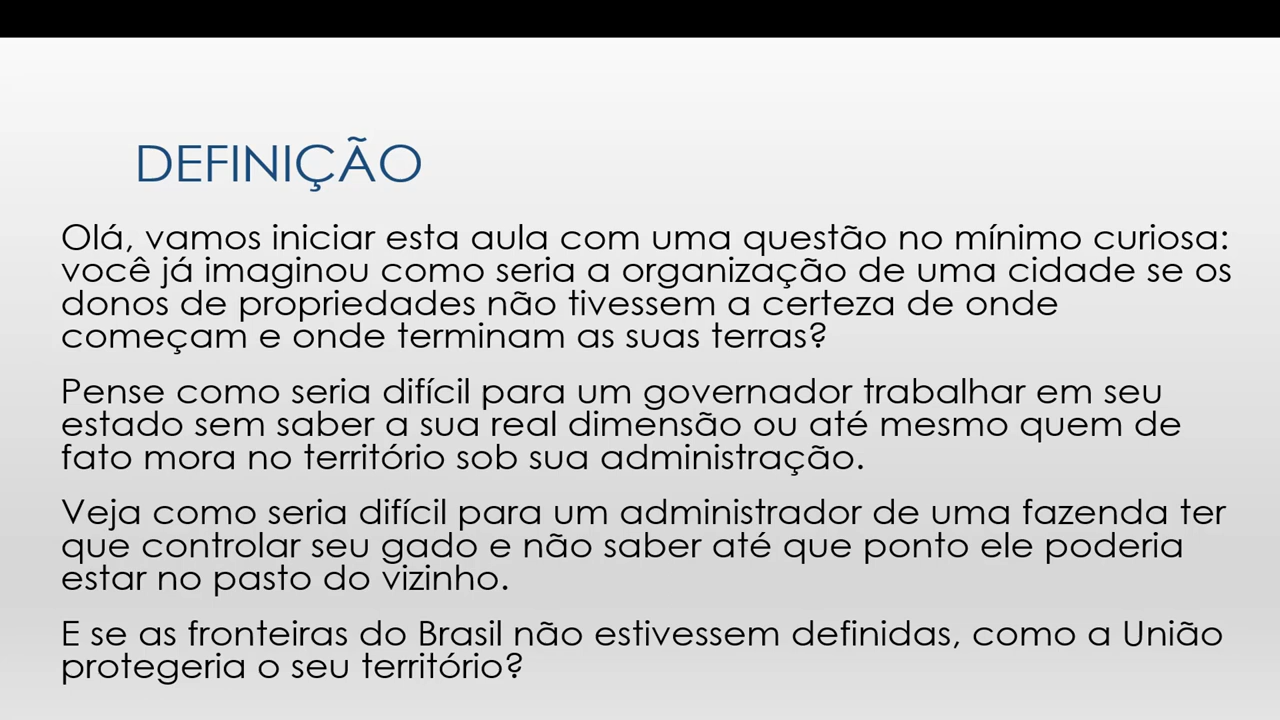 DEFINIÇÃO
Olá, vamos iniciar esta aula com uma questão no mínimo curiosa:
você já imaginou como seria a organização de uma cidade se os
donos de propriedades não tivessem a certeza de onde
começam e onde terminam as suas terras?
Pense como seria difícil para um governador trabalhar em seu
estado sem saber a sua real dimensão ou até mesmo quem de
fato mora no território sob sua administração.
Veja como seria difícil para um administrador de uma fazenda ter
que controlar seu gado e não saber até que ponto ele poderia
estar no pasto do vizinho.
E se as fronteiras do Brasil não estivessem definidas, como a União
protegeria o seu território?